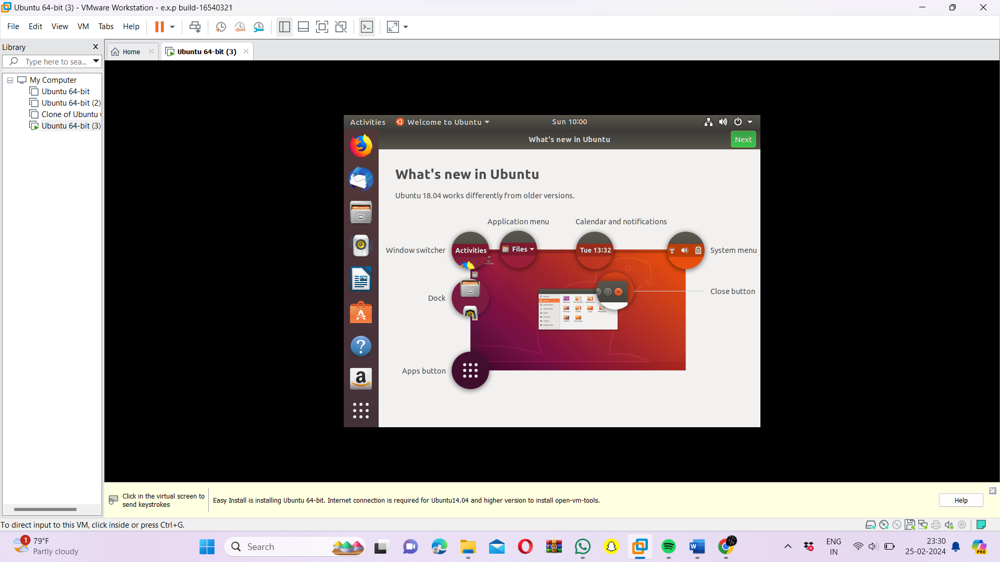 Ubuntu 64-bit (3) - VMware Workstation - e.x.p build-16540321
File Edit View VM Tabs Help
Library
Home
Ubuntu 64-bit (3)
Type here to sea...
My Computer
Ubuntu 64-bit
Ubuntu 64-bit (2)
Clone of Ubuntu
Ubuntu 64-bit (3)
Activities Welcome to Ubuntu Sun 10:00
What's new in Ubuntu Next
What's new in Ubuntu
Ubuntu 18.04 works differently from older versions.
Application menu Calendar and notifications
Window switcher Activities Files Tue 13:32 System menu
Close button
Dock
Apps button
Click in the virtual screen to
send keystrokes
Easy Install is installing Ubuntu 64-bit. Internet connection is required for Ubuntu14.04 and higher version to install open-vm-tools.
Help
To direct input to this VM, click inside or press Ctrl+G.
1
79°F
Partly cloudy
Search
ENG
IN
23:30
25-02-2024
PRE